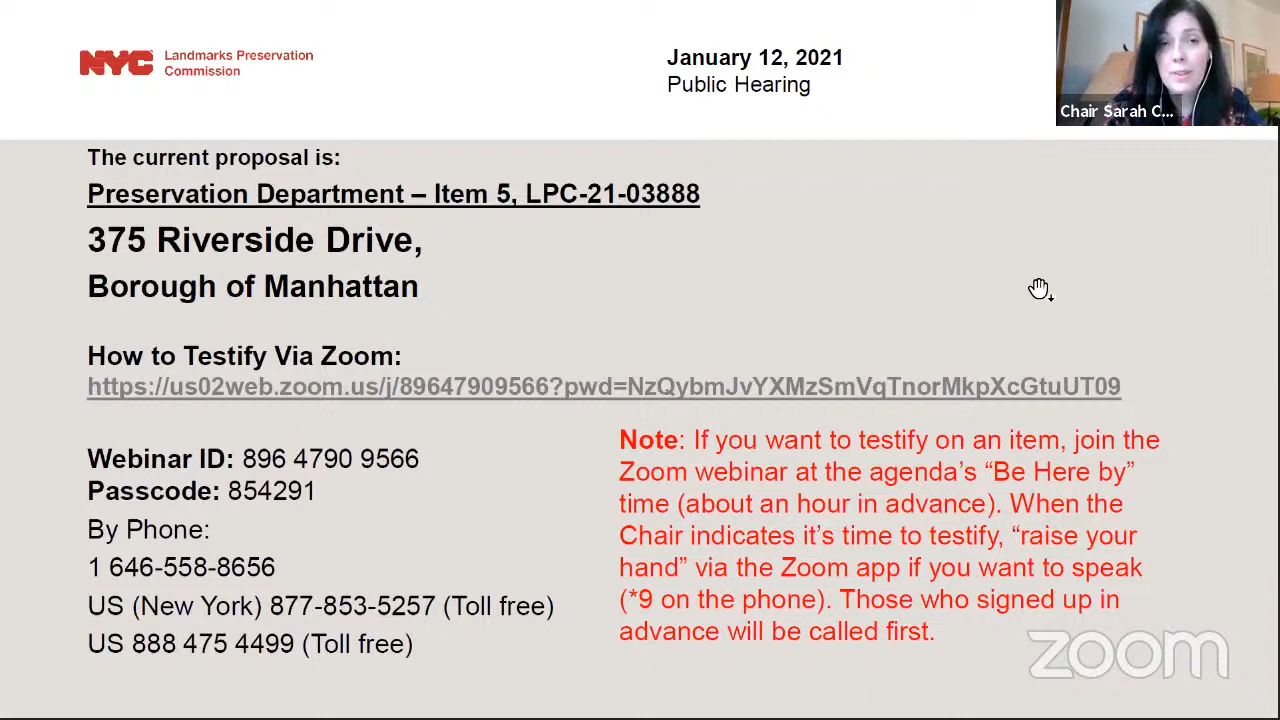 NYC Landmarks Preservation
Commission
January 12, 2021
Public Hearing
Chair Sarah C...
The current proposal is:
Preservation Department – Item 5, LPC-21-03888
375 Riverside Drive,
Borough of Manhattan
How to Testify Via Zoom:
https://us02web.zoom.us/j/89647909566?pwd=NzQybmJvYXMzSmVqTnorMkpXcGtuUT09
Webinar ID: 896 4790 9566
Passcode: 854291
By Phone:
1 646-558-8656
US (New York) 877-853-5257 (Toll free)
US 888 475 4499 (Toll free)
Note: If you want to testify on an item, join the
Zoom webinar at the agenda’s “Be Here by”
time (about an hour in advance). When the
Chair indicates it’s time to testify, “raise your
hand” via the Zoom app if you want to speak
(*9 on the phone). Those who signed up in
advance will be called first.
zoom